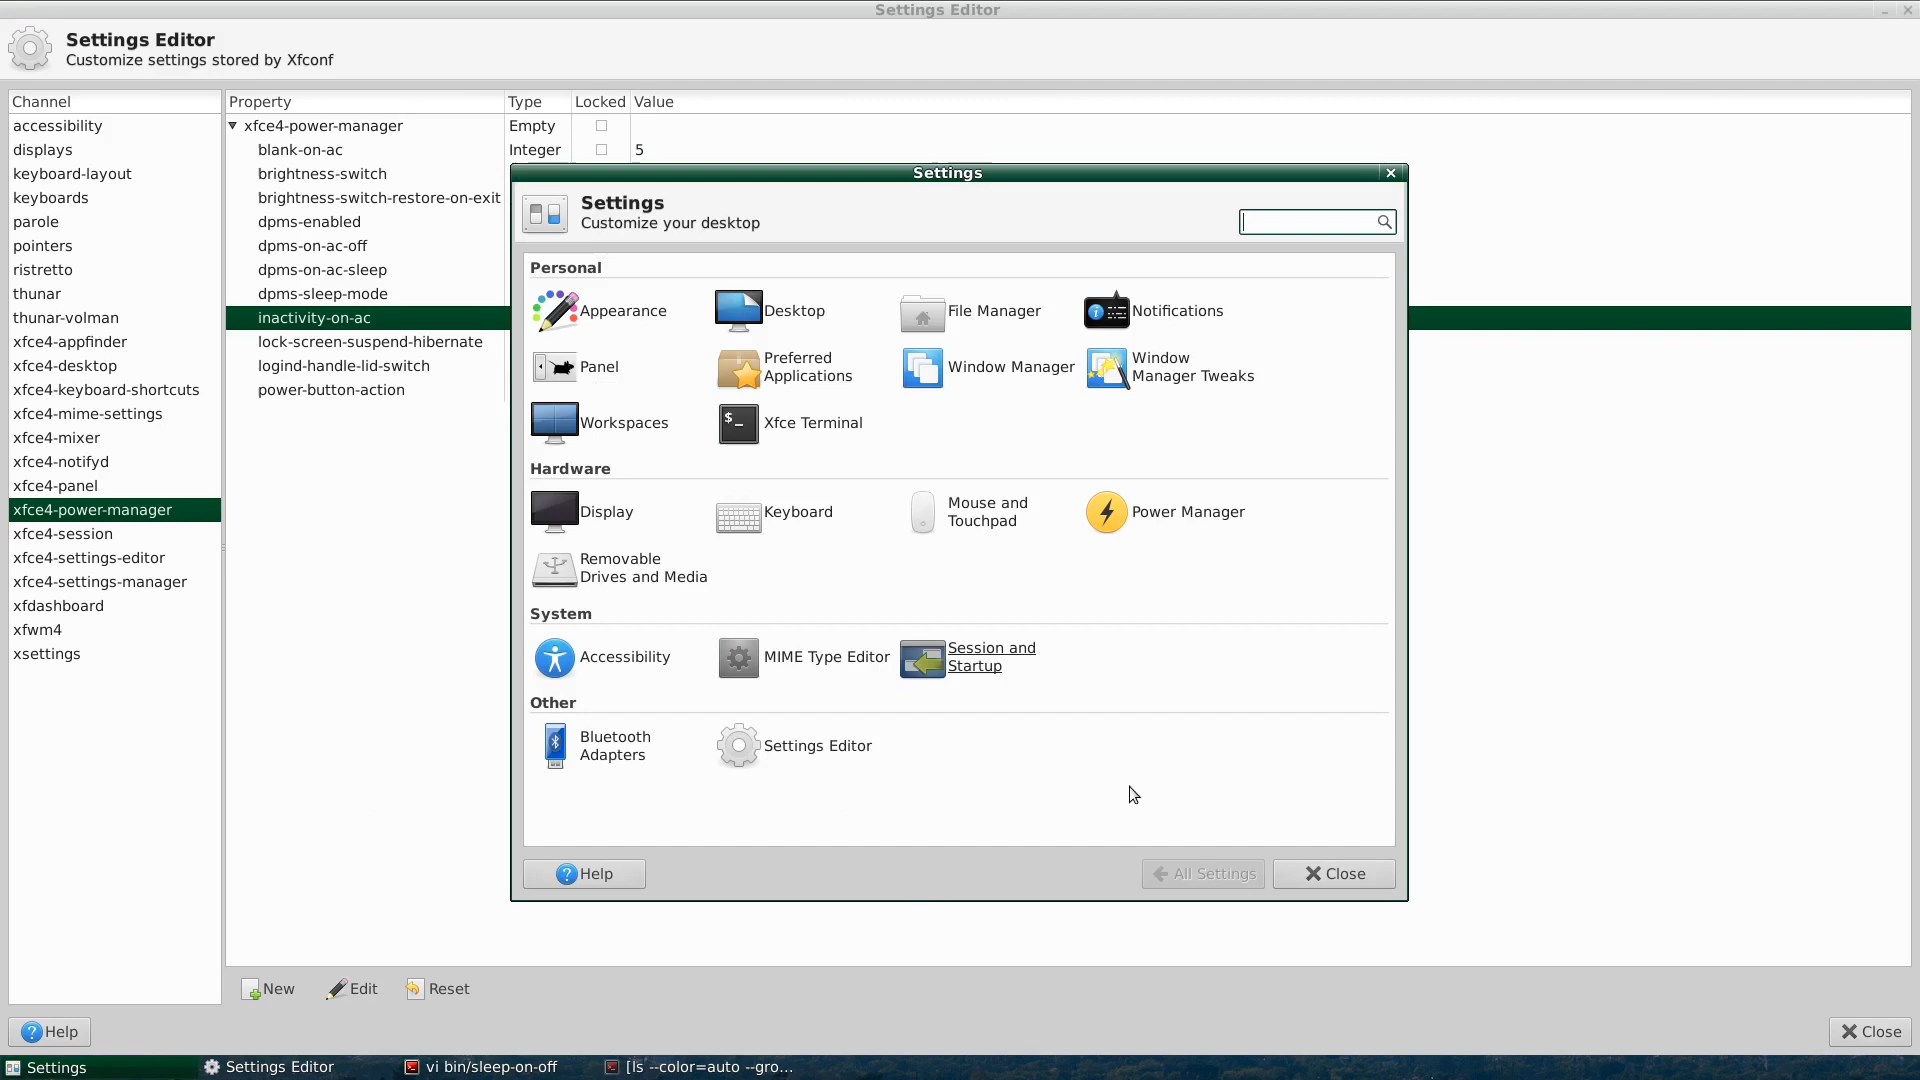 Settings Editor
Settings Editor
Customize settings stored by Xfconf
Channel
accessibility
displays
keyboard-layout
keyboards
parole
pointers
ristretto
thunar
thunar-volman
xfce4-appfinder
xfce4-desktop
xfce4-keyboard-shortcuts
xfce4-mime-settings
xfce4-mixer
xfce4-notifyd
xfce4-panel
xfce4-power-manager
xfce4-session
xfce4-settings-editor
xfce4-settings-manager
xfdashboard
xfwm4
xsettings
Property Type Locked Value
xfce4-power-manager Empty
blank-on-ac Integer 5
brightness-switch
brightness-switch-restore-on-exit
dpms-enabled
dpms-on-ac-off
dpms-on-ac-sleep
dpms-sleep-mode
inactivity-on-ac
lock-screen-suspend-hibernate
logind-handle-lid-switch
power-button-action
Settings
Settings
Customize your desktop
Personal
Appearance
Desktop
File Manager
Notifications
Panel
Preferred
Applications
Window Manager
Window
Manager Tweaks
Workspaces
$_
Xfce Terminal
Hardware
Display
Keyboard
Mouse and
Touchpad
Power Manager
Removable
Drives and Media
System
Accessibility
MIME Type Editor
Session and
Startup
Other
Bluetooth
Adapters
Settings Editor
Help
All Settings
Close
New
Edit
Reset
Help
Close
Settings
Settings Editor
vi bin/sleep-on-off
[ls --color=auto --gro...